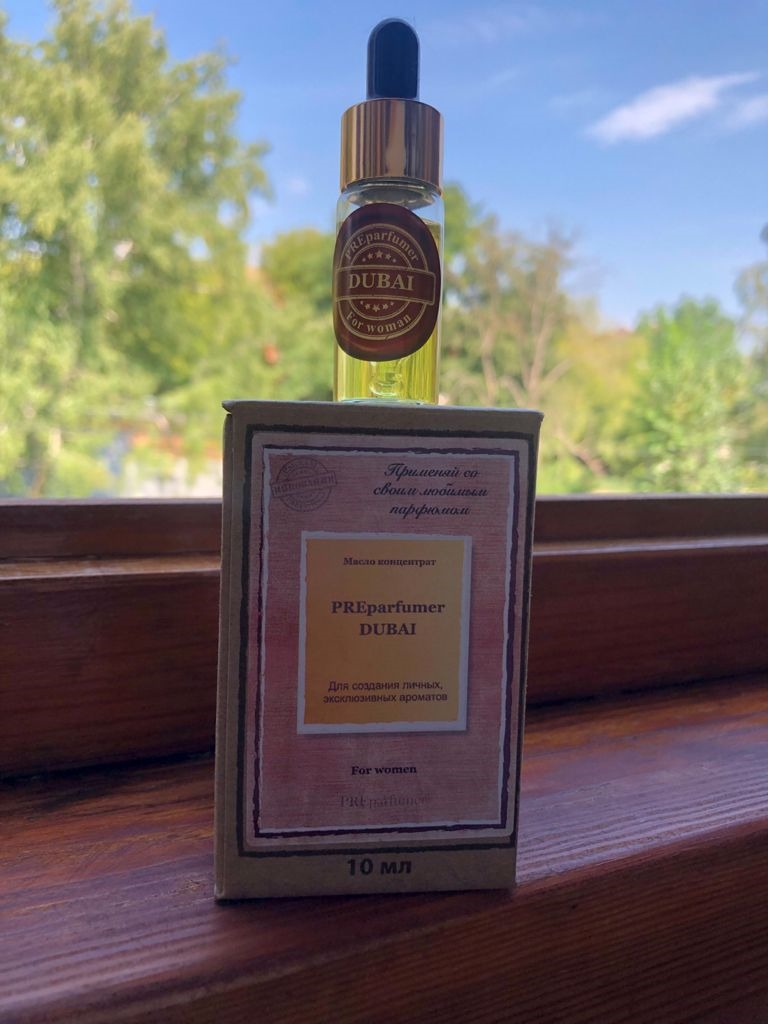 PREparfumer
DUBAI
For woman
Применяй со
своим любимым
парфюмом
Масло концентрат
PREparfumer
DUBAI
Для создания личных,
эксклюзивных ароматов
For women
PREparfumer
10 мл